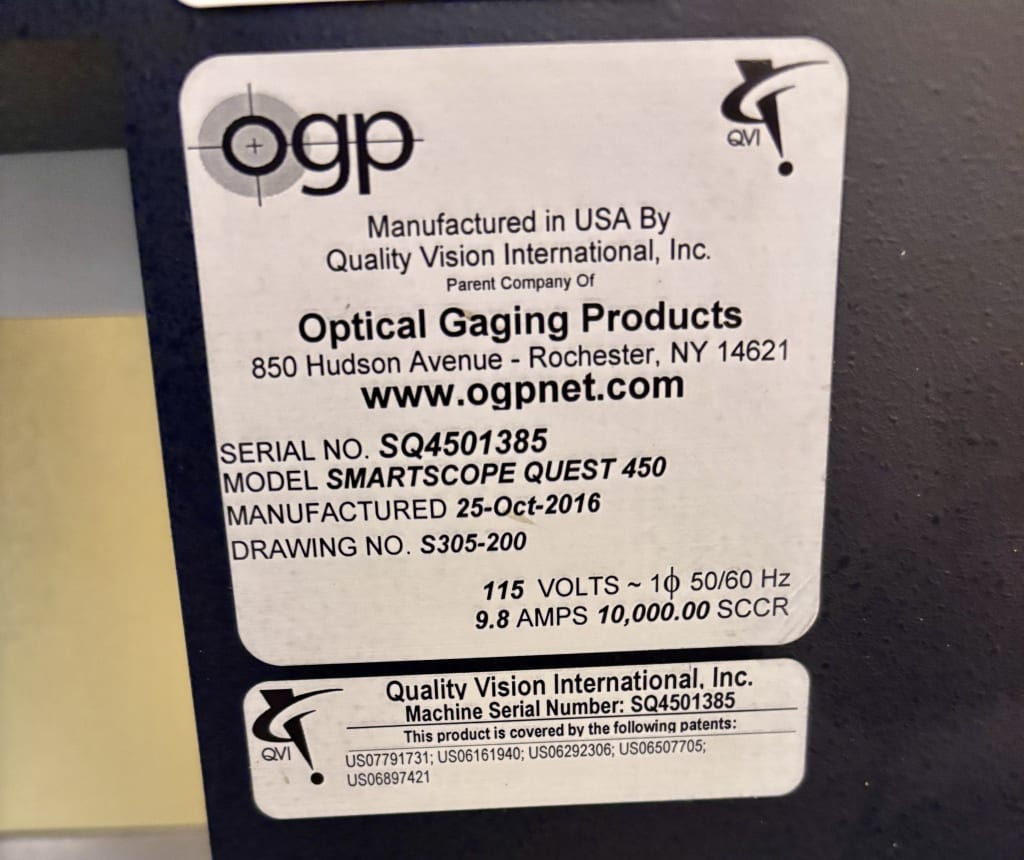 ogp
QVI
Manufactured in USA By
Quality Vision International, Inc.
Parent Company Of
Optical Gaging Products
850 Hudson Avenue - Rochester, NY 14621
www.ogpnet.com
SERIAL NO. SQ4501385
MODEL SMARTSCOPE QUEST 450
MANUFACTURED 25-Oct-2016
DRAWING NO. S305-200
115 VOLTS ~ 1ϕ 50/60 Hz
9.8 AMPS 10,000.00 SCCR
QVI
Quality Vision International, Inc.
Machine Serial Number: SQ4501385
This product is covered by the following patents:
US07791731; US06161940; US06292306; US06507705;
US06897421